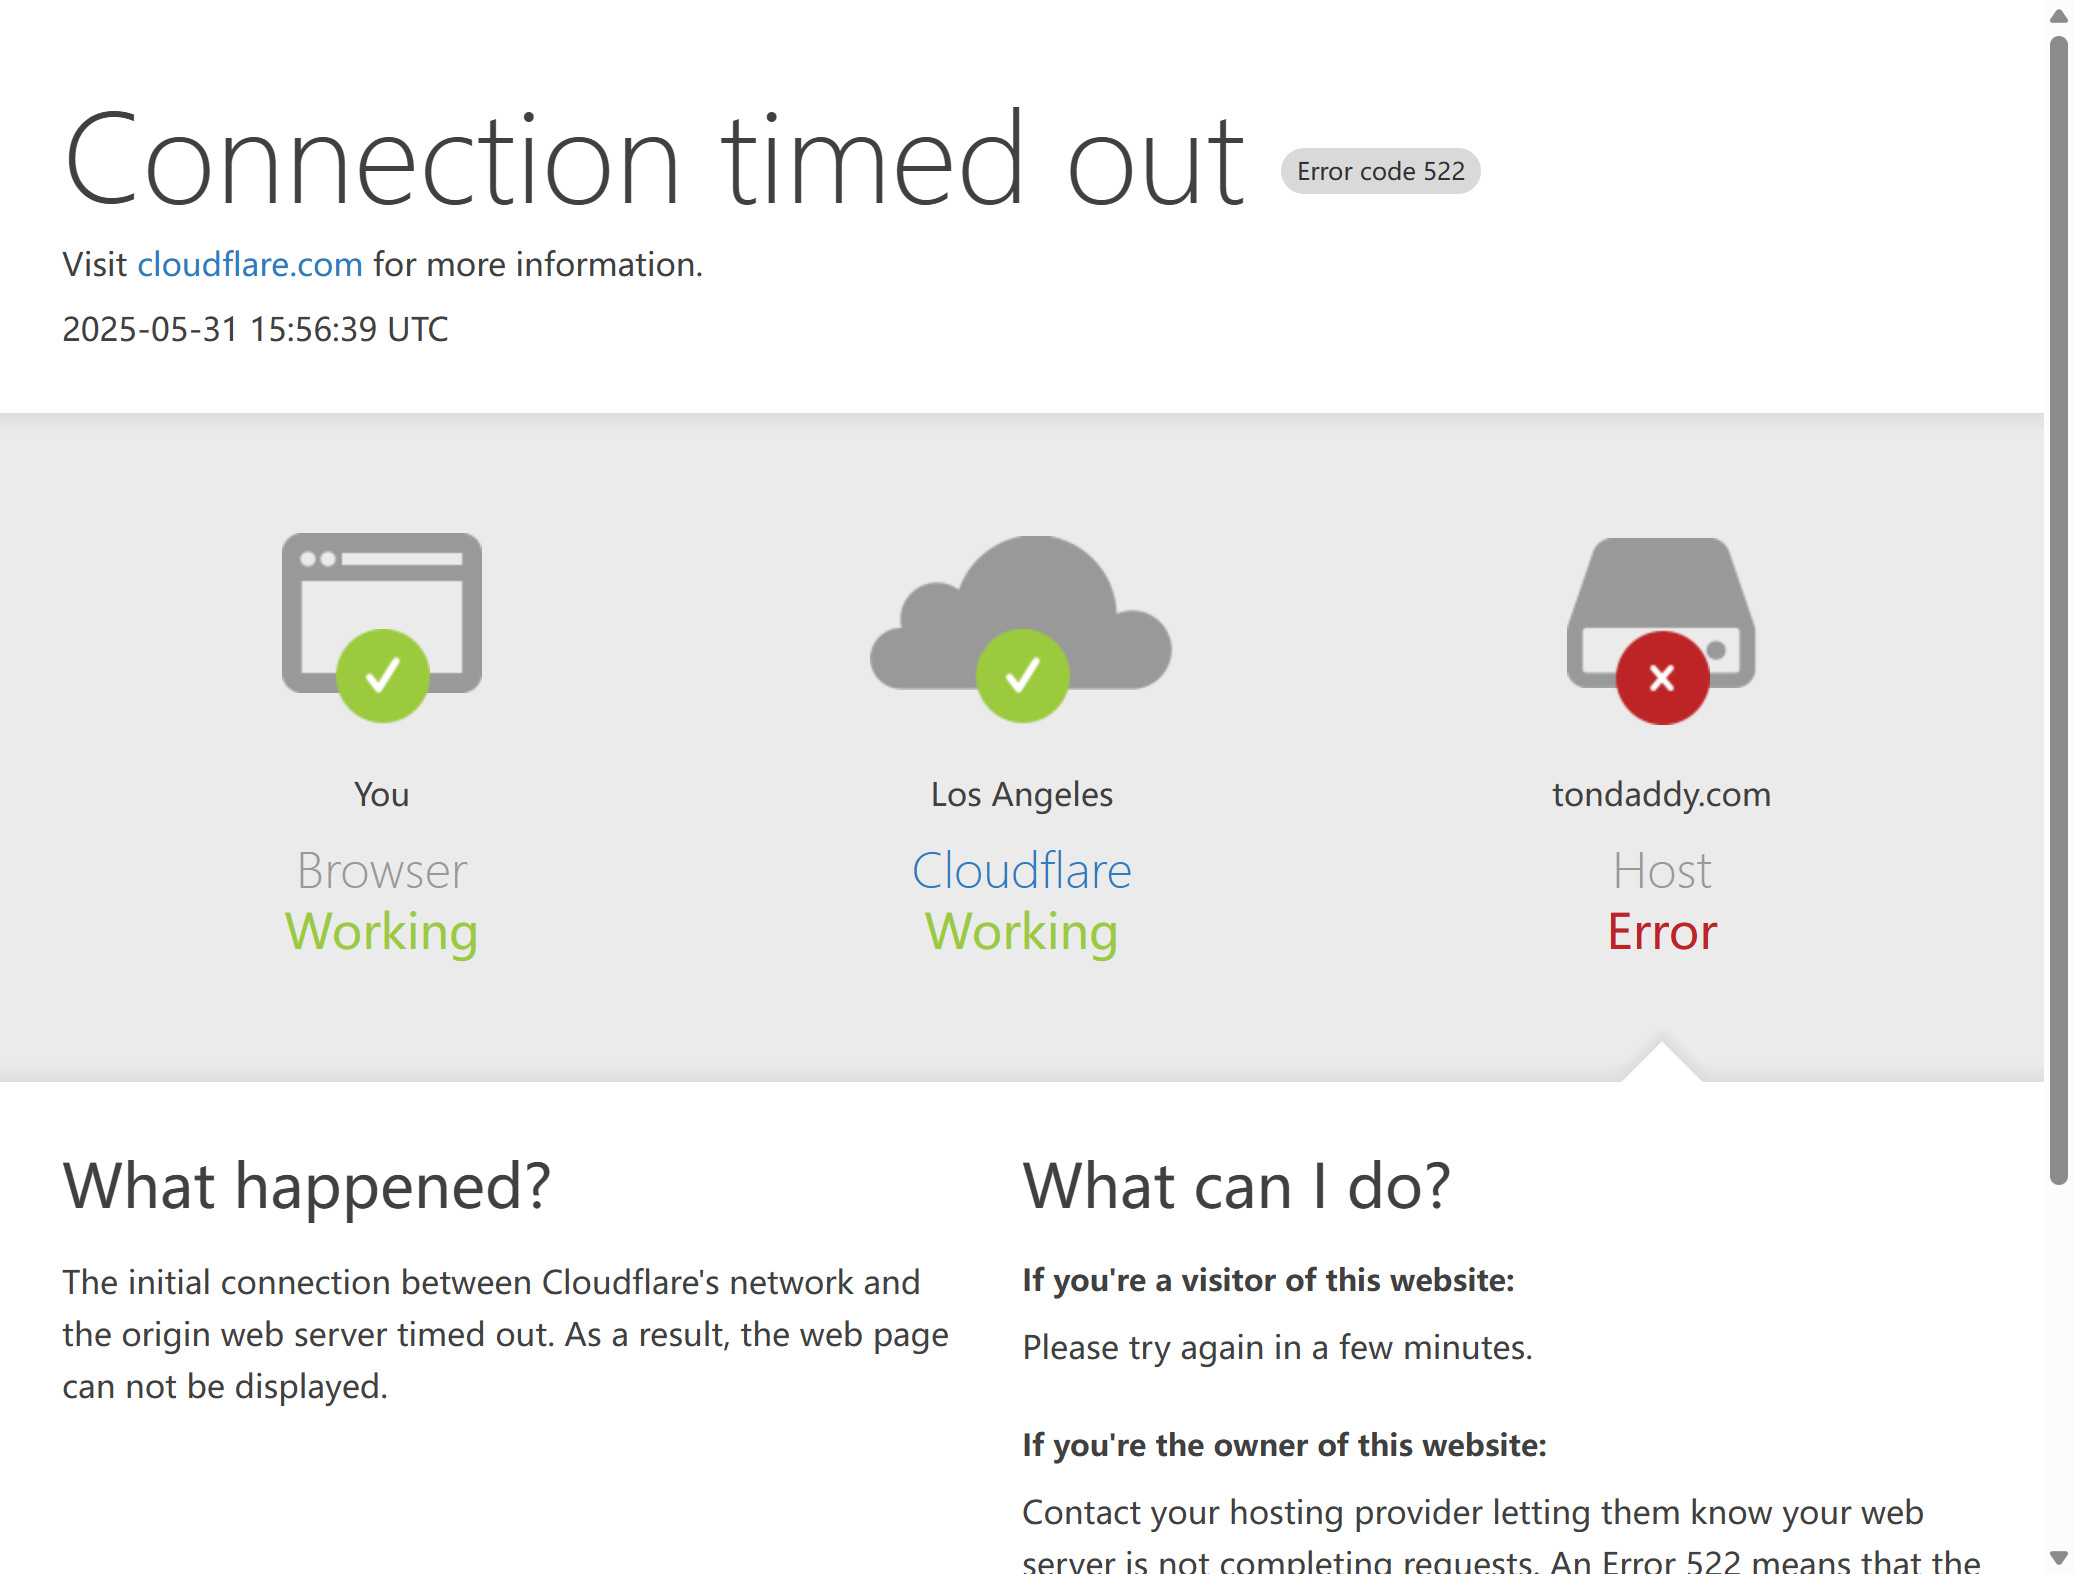 Connection timed out Error code 522
Visit cloudflare.com for more information.
2025-05-31 15:56:39 UTC
You
Browser
Working
Los Angeles
Cloudflare
Working
tondaddy.com
Host
Error
What happened?
The initial connection between Cloudflare's network and
the origin web server timed out. As a result, the web page
can not be displayed.
What can I do?
If you're a visitor of this website:
Please try again in a few minutes.
If you're the owner of this website:
Contact your hosting provider letting them know your web
server is not completing requests. An Error 522 means that the